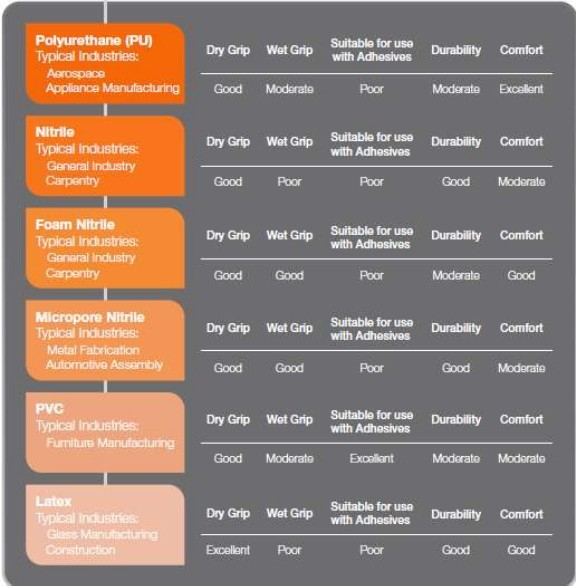 Polyurethane (PU)
Typical Industries:
Aerospace
Appliance Manufacturing
Dry Grip Wet Grip Suitable for use with Adhesives Durability Comfort
Good Moderate Poor Moderate Excellent
Nitrile
Typical Industries:
General Industry
Carpentry
Dry Grip Wet Grip Suitable for use with Adhesives Durability Comfort
Good Poor Poor Good Moderate
Foam Nitrile
Typical Industries:
General Industry
Carpentry
Dry Grip Wet Grip Suitable for use with Adhesives Durability Comfort
Good Good Poor Moderate Good
Micropore Nitrile
Typical Industries:
Metal Fabrication
Automotive Assembly
Dry Grip Wet Grip Suitable for use with Adhesives Durability Comfort
Good Good Poor Good Moderate
PVC
Typical Industries:
Furniture Manufacturing
Dry Grip Wet Grip Suitable for use with Adhesives Durability Comfort
Good Moderate Excellent Moderate Moderate
Latex
Typical Industries:
Glass Manufacturing
Construction
Dry Grip Wet Grip Suitable for use with Adhesives Durability Comfort
Excellent Poor Poor Good Good